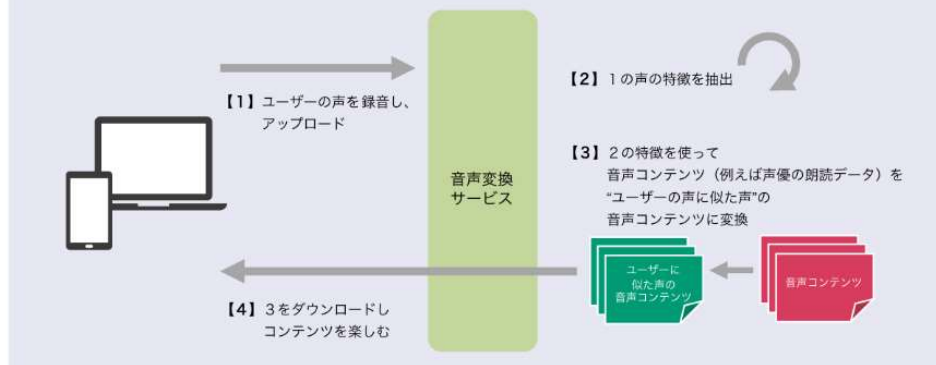 【1】ユーザーの声を録音し、
アップロード
音声変換
サービス
【2】1の声の特徴を抽出
【3】2の特徴を使って
音声コンテンツ（例えば声優の朗読データ）を
“ユーザーの声に似た声”の
音声コンテンツに変換
ユーザーに
似た声の
音声コンテンツ
音声コンテンツ
【4】3をダウンロードし
コンテンツを楽しむ